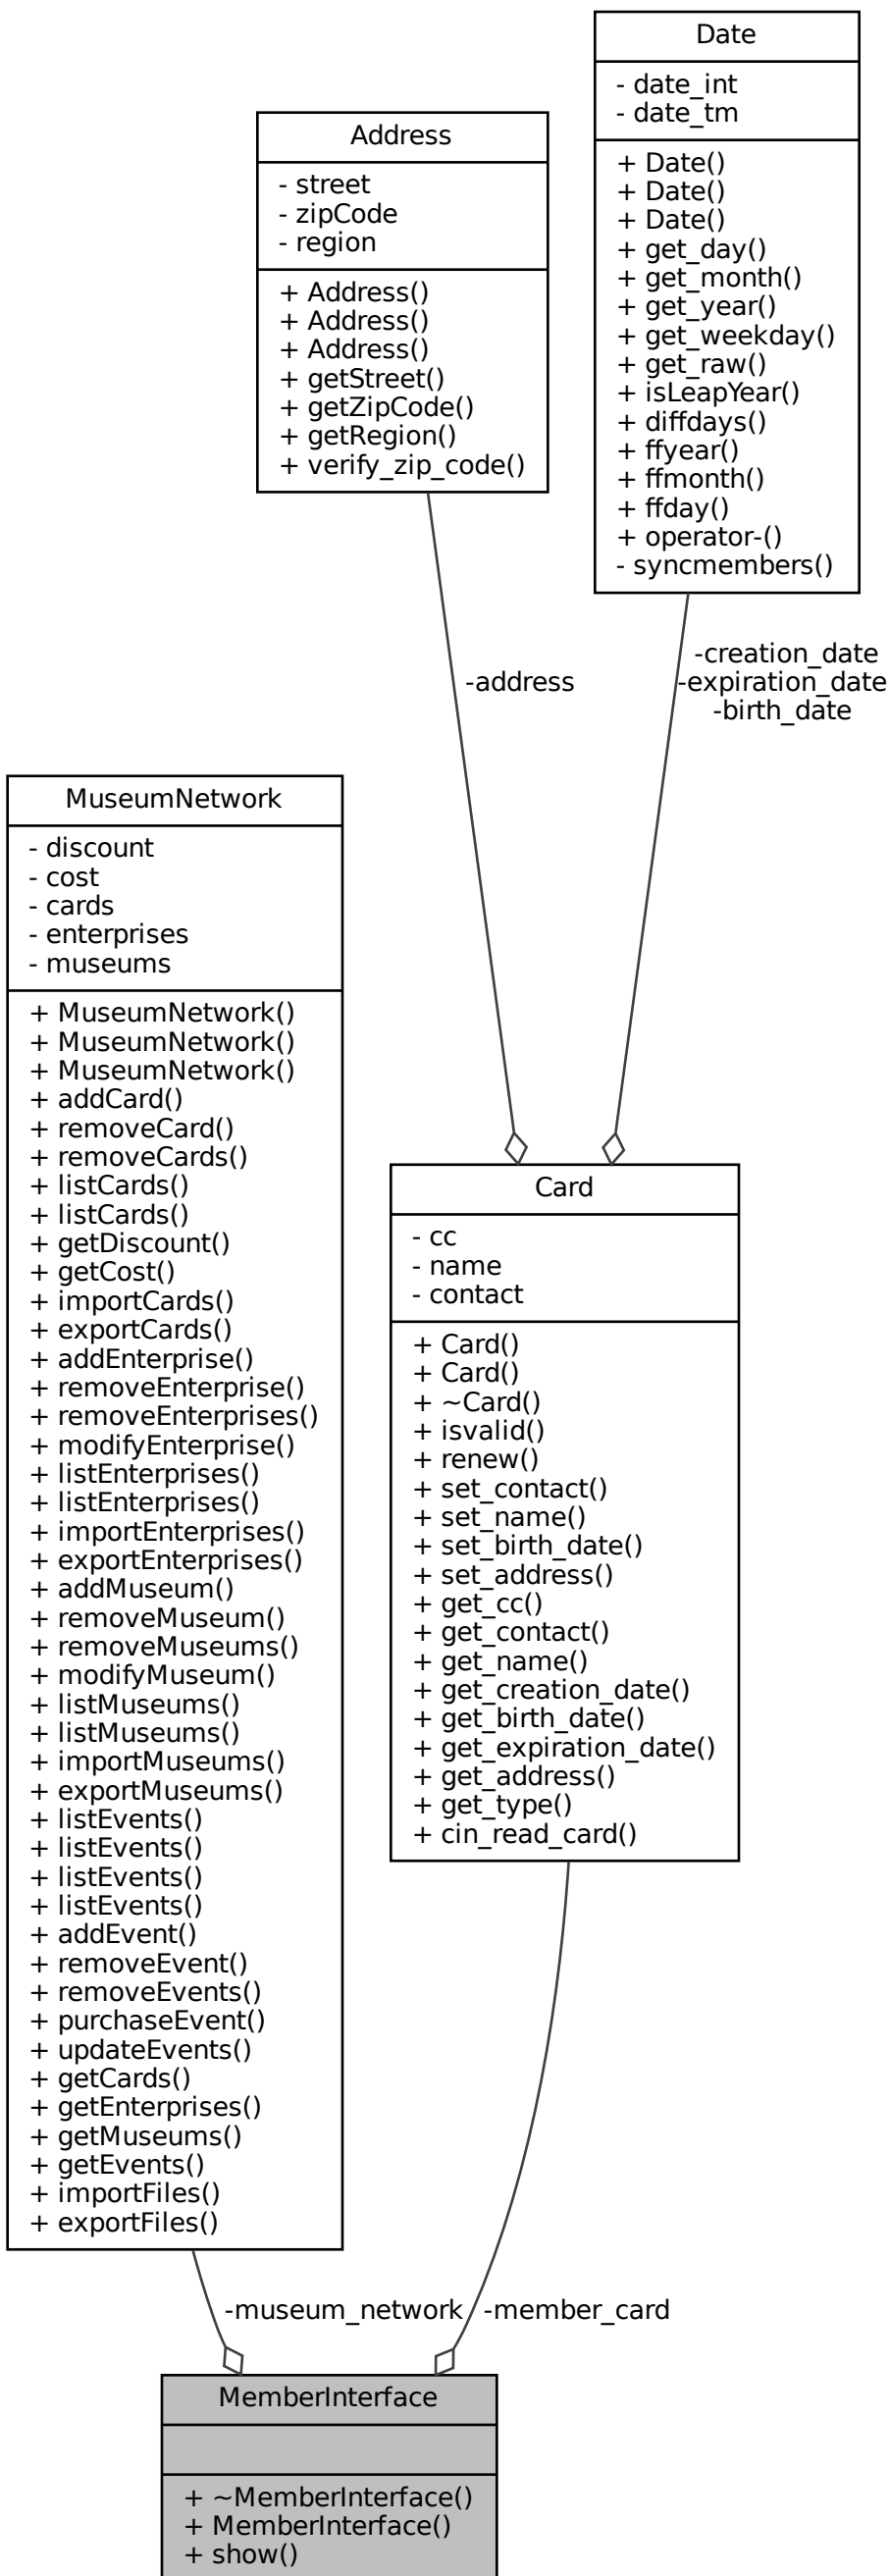 Date
- date_int
- date_tm
+ Date()
+ Date()
+ Date()
+ get_day()
+ get_month()
+ get_year()
+ get_weekday()
+ get_raw()
+ isLeapYear()
+ diffdays()
+ ffyear()
+ ffmonth()
+ ffday()
+ operator-()
- syncmembers()
Address
- street
- zipCode
- region
+ Address()
+ Address()
+ Address()
+ getStreet()
+ getZipCode()
+ getRegion()
+ verify_zip_code()
-address
-creation_date
-expiration_date
-birth_date
MuseumNetwork
- discount
- cost
- cards
- enterprises
- museums
+ MuseumNetwork()
+ MuseumNetwork()
+ MuseumNetwork()
+ addCard()
+ removeCard()
+ removeCards()
+ listCards()
+ listCards()
+ getDiscount()
+ getCost()
+ importCards()
+ exportCards()
+ addEnterprise()
+ removeEnterprise()
+ removeEnterprises()
+ modifyEnterprise()
+ listEnterprises()
+ listEnterprises()
+ importEnterprises()
+ exportEnterprises()
+ addMuseum()
+ removeMuseum()
+ removeMuseums()
+ modifyMuseum()
+ listMuseums()
+ listMuseums()
+ importMuseums()
+ exportMuseums()
+ listEvents()
+ listEvents()
+ listEvents()
+ listEvents()
+ addEvent()
+ removeEvent()
+ removeEvents()
+ purchaseEvent()
+ updateEvents()
+ getCards()
+ getEnterprises()
+ getMuseums()
+ getEvents()
+ importFiles()
+ exportFiles()
Card
- cc
- name
- contact
+ Card()
+ Card()
+ ~Card()
+ isvalid()
+ renew()
+ set_contact()
+ set_name()
+ set_birth_date()
+ set_address()
+ get_cc()
+ get_contact()
+ get_name()
+ get_creation_date()
+ get_birth_date()
+ get_expiration_date()
+ get_address()
+ get_type()
+ cin_read_card()
-museum_network
-member_card
MemberInterface
+ ~MemberInterface()
+ MemberInterface()
+ show()